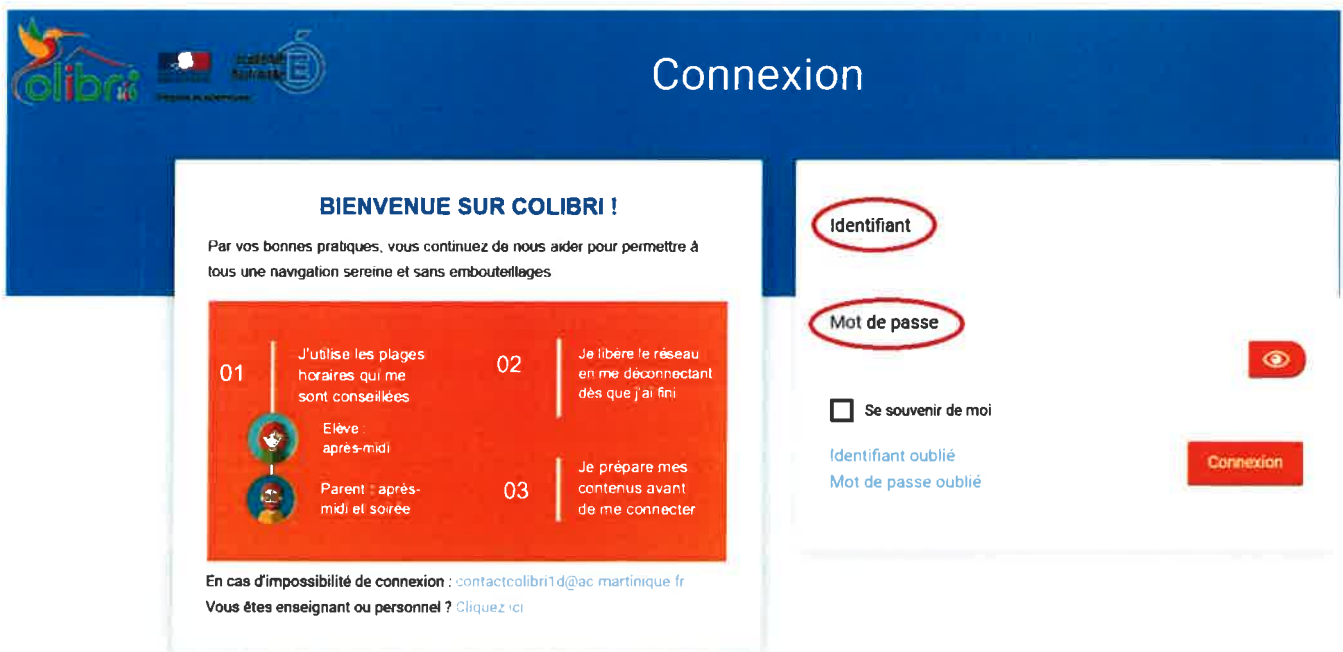 Colibri
Connexion
BIENVENUE SUR COLIBRI !
Par vos bonnes pratiques, vous continuez de nous aider pour permettre à
tous une navigation sereine et sans embouteillages
01
J'utilise les plages
horaires qui me
sont conseillées
Elève :
après-midi
Parent : après-
midi et soirée
02
Je libère le réseau
en me déconnectant
dès que j'ai fini
03
Je prépare mes
contenus avant
de me connecter
En cas d'impossibilité de connexion : contactcolibri1d@ac martinique fr
Vous êtes enseignant ou personnel ? Cliquez ici
Identifiant
Mot de passe
Se souvenir de moi
Identifiant oublié
Mot de passe oublié
Connexion